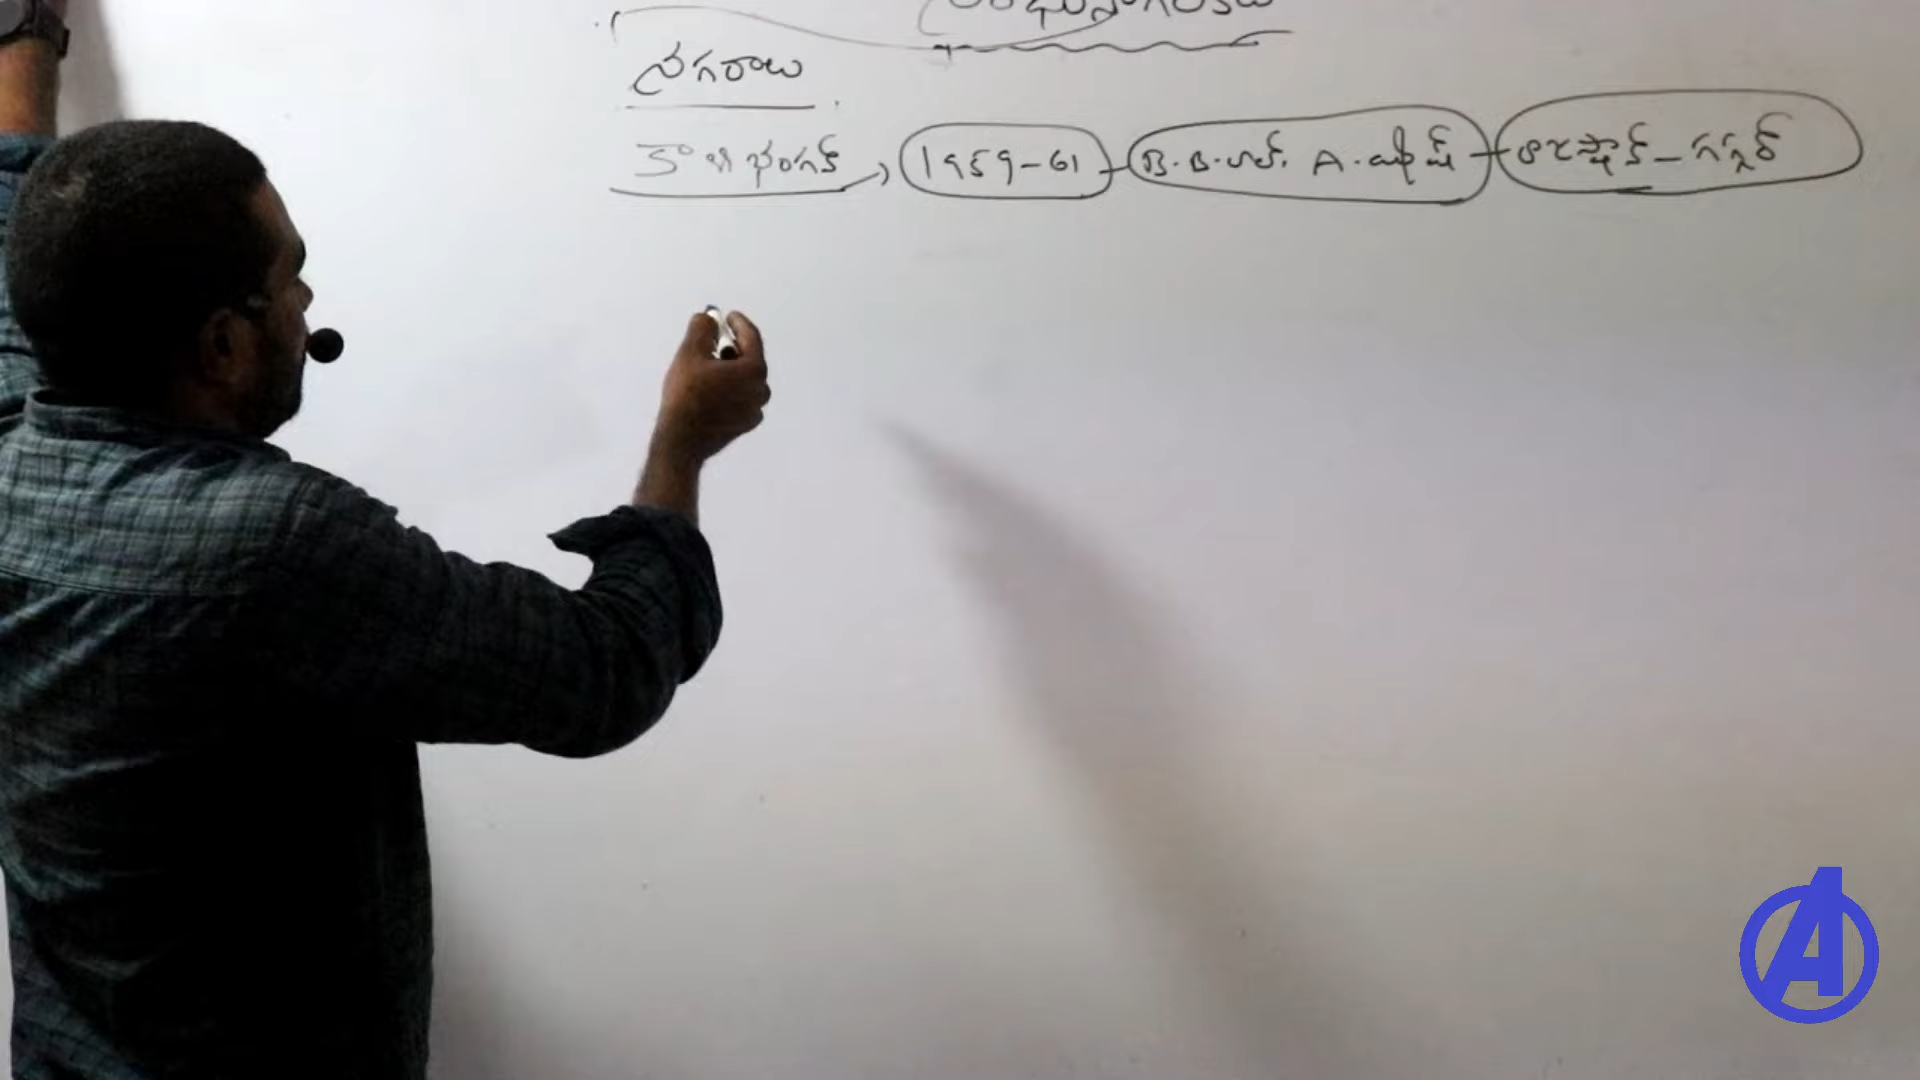 నగరాలు
కాళీభంగన్ → 1959-61 - B.B.లాల్. A.ఘోష్ - రాజస్థాన్ - గగ్గర్